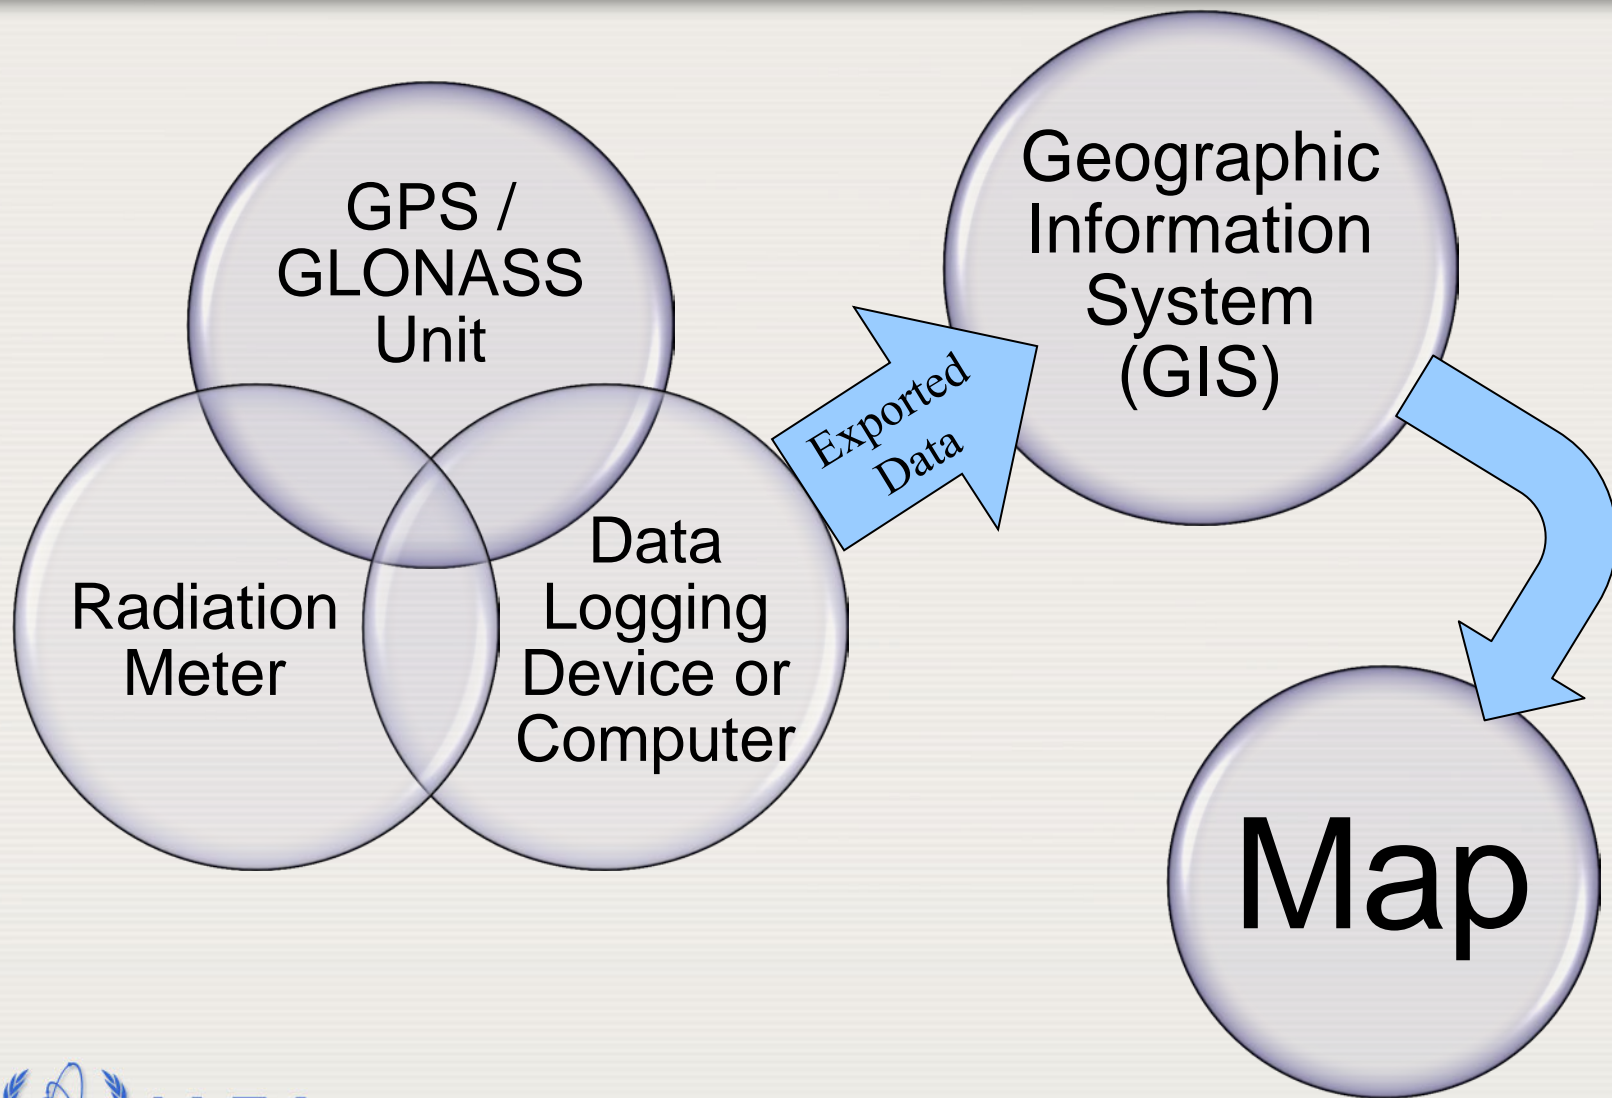 GPS /
GLONASS
Unit
Radiation
Meter
Data
Logging
Device or
Computer
Exported
Data
Geographic
Information
System
(GIS)
Map